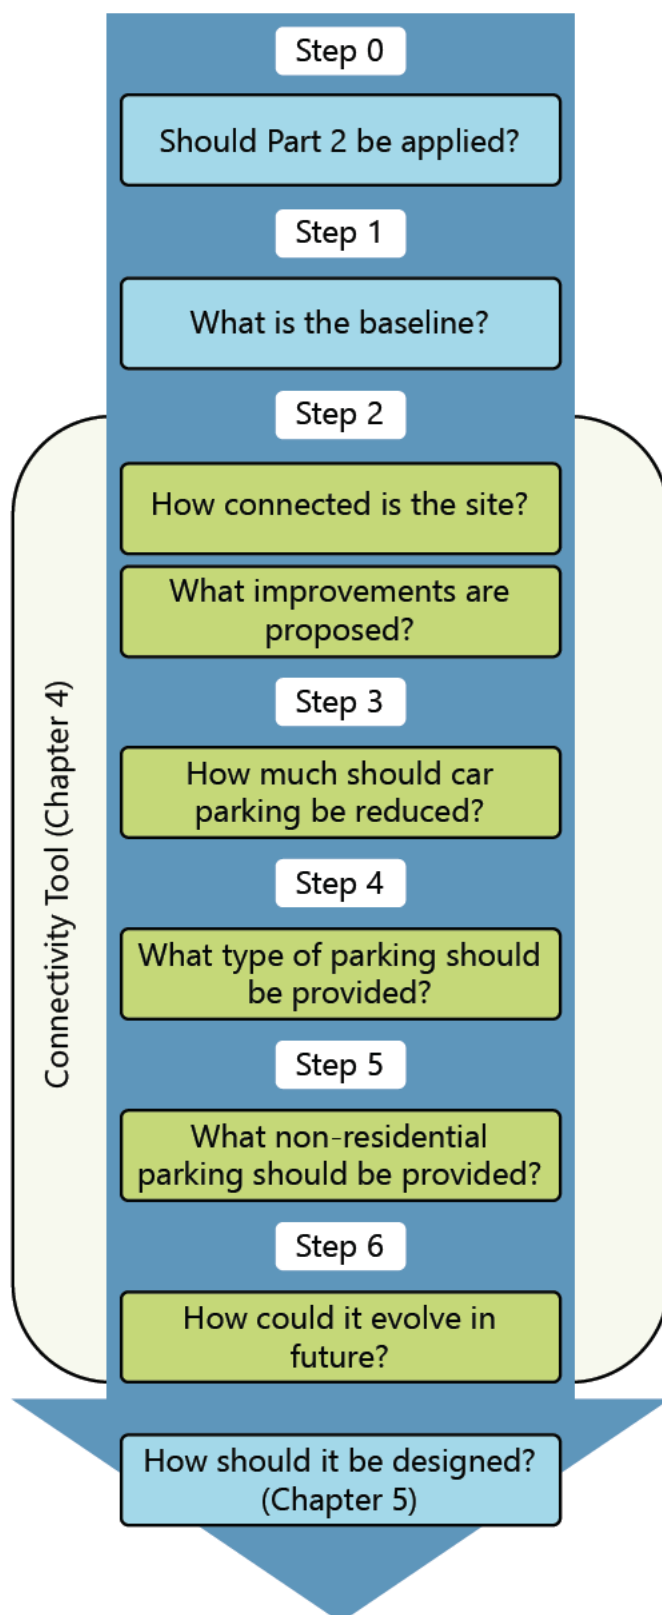 Step 0
Should Part 2 be applied?
Step 1
What is the baseline?
Step 2
How connected is the site?
What improvements are
proposed?
Step 3
How much should car
parking be reduced?
Step 4
What type of parking should
be provided?
Step 5
What non-residential
parking should be provided?
Step 6
How could it evolve in
future?
How should it be designed?
(Chapter 5)
Connectivity Tool (Chapter 4)